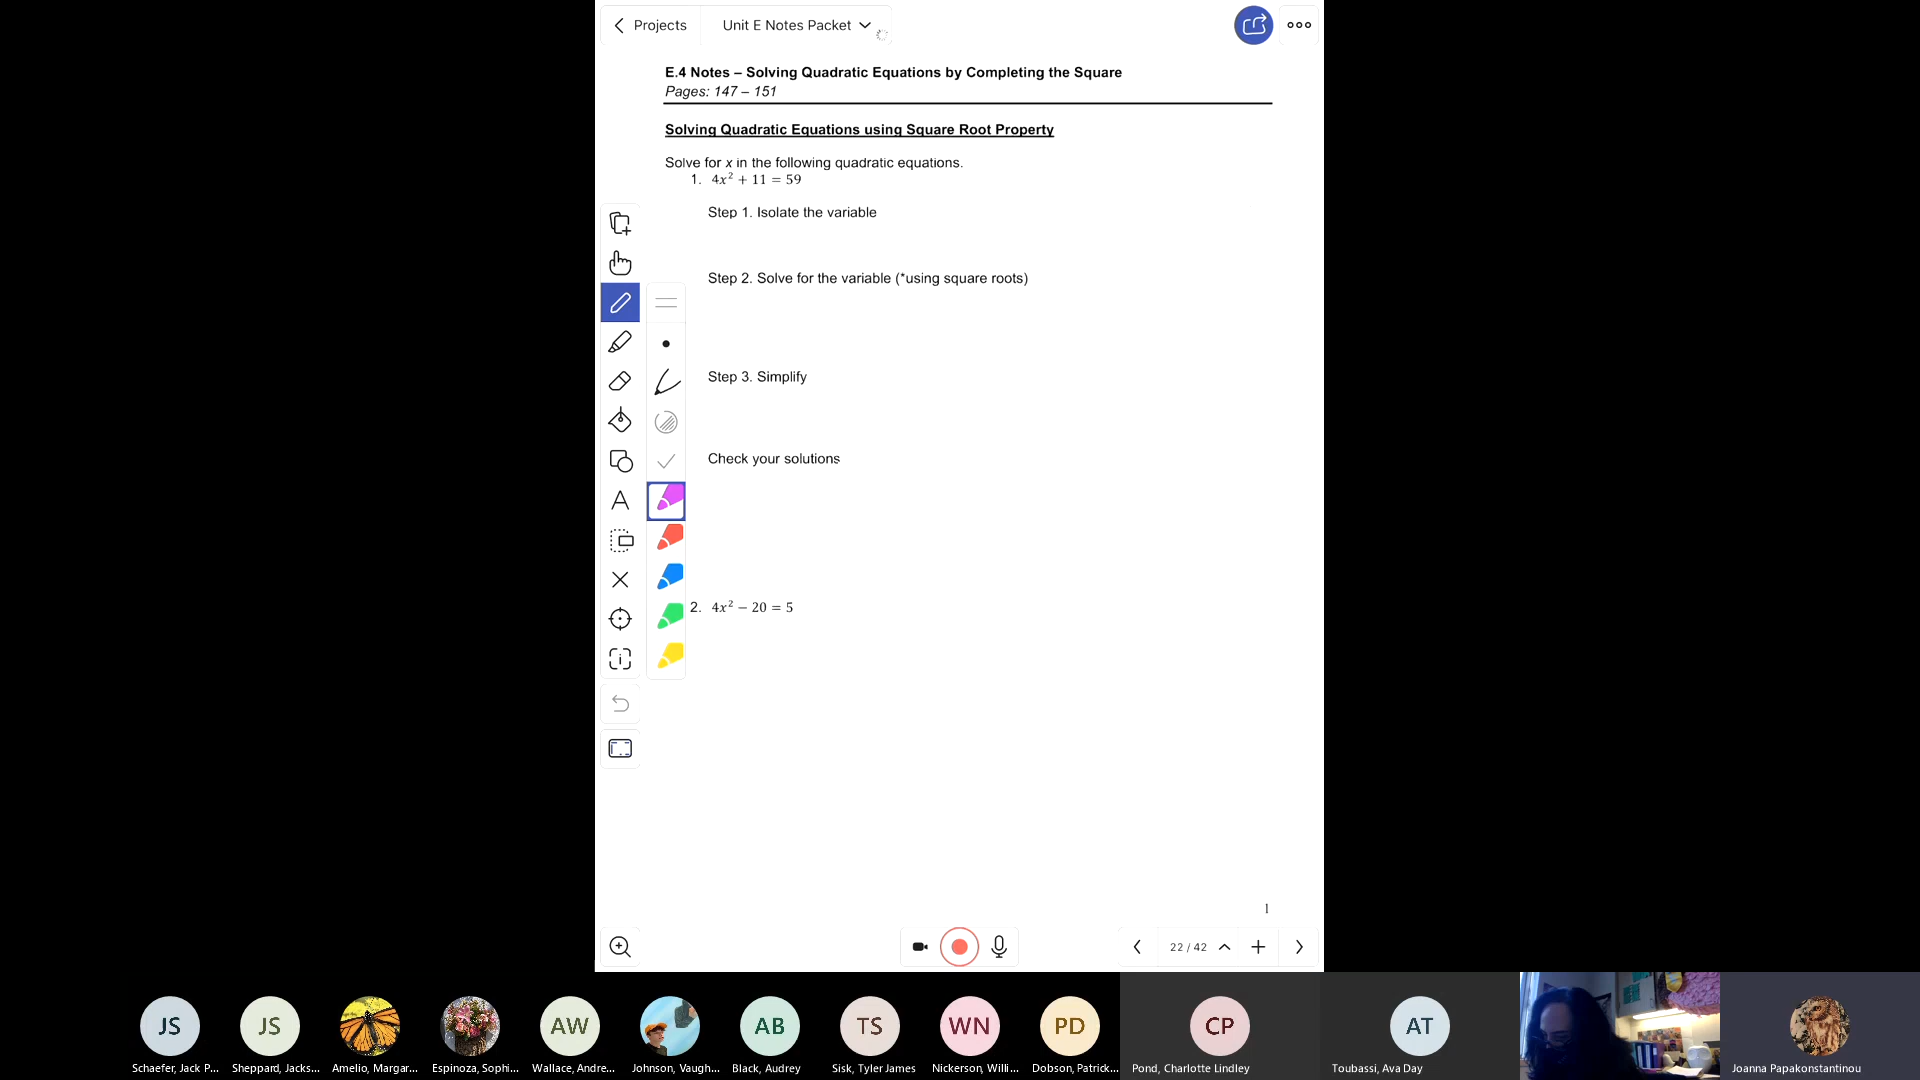 Projects
Unit E Notes Packet
E.4 Notes – Solving Quadratic Equations by Completing the Square
Pages: 147 – 151
Solving Quadratic Equations using Square Root Property
Solve for x in the following quadratic equations.
1. 4x² + 11 = 59
Step 1. Isolate the variable
Step 2. Solve for the variable (*using square roots)
Step 3. Simplify
Check your solutions
2. 4x² − 20 = 5
1
22 / 42
JS
JS
AW
AB
TS
WN
PD
CP
AT
Schaefer, Jack P...
Sheppard, Jacks...
Amelio, Margar...
Espinoza, Sophi...
Wallace, Andre...
Johnson, Vaugh...
Black, Audrey
Sisk, Tyler James
Nickerson, Willi...
Dobson, Patrick...
Pond, Charlotte Lindley
Toubassi, Ava Day
Joanna Papakonstantinou